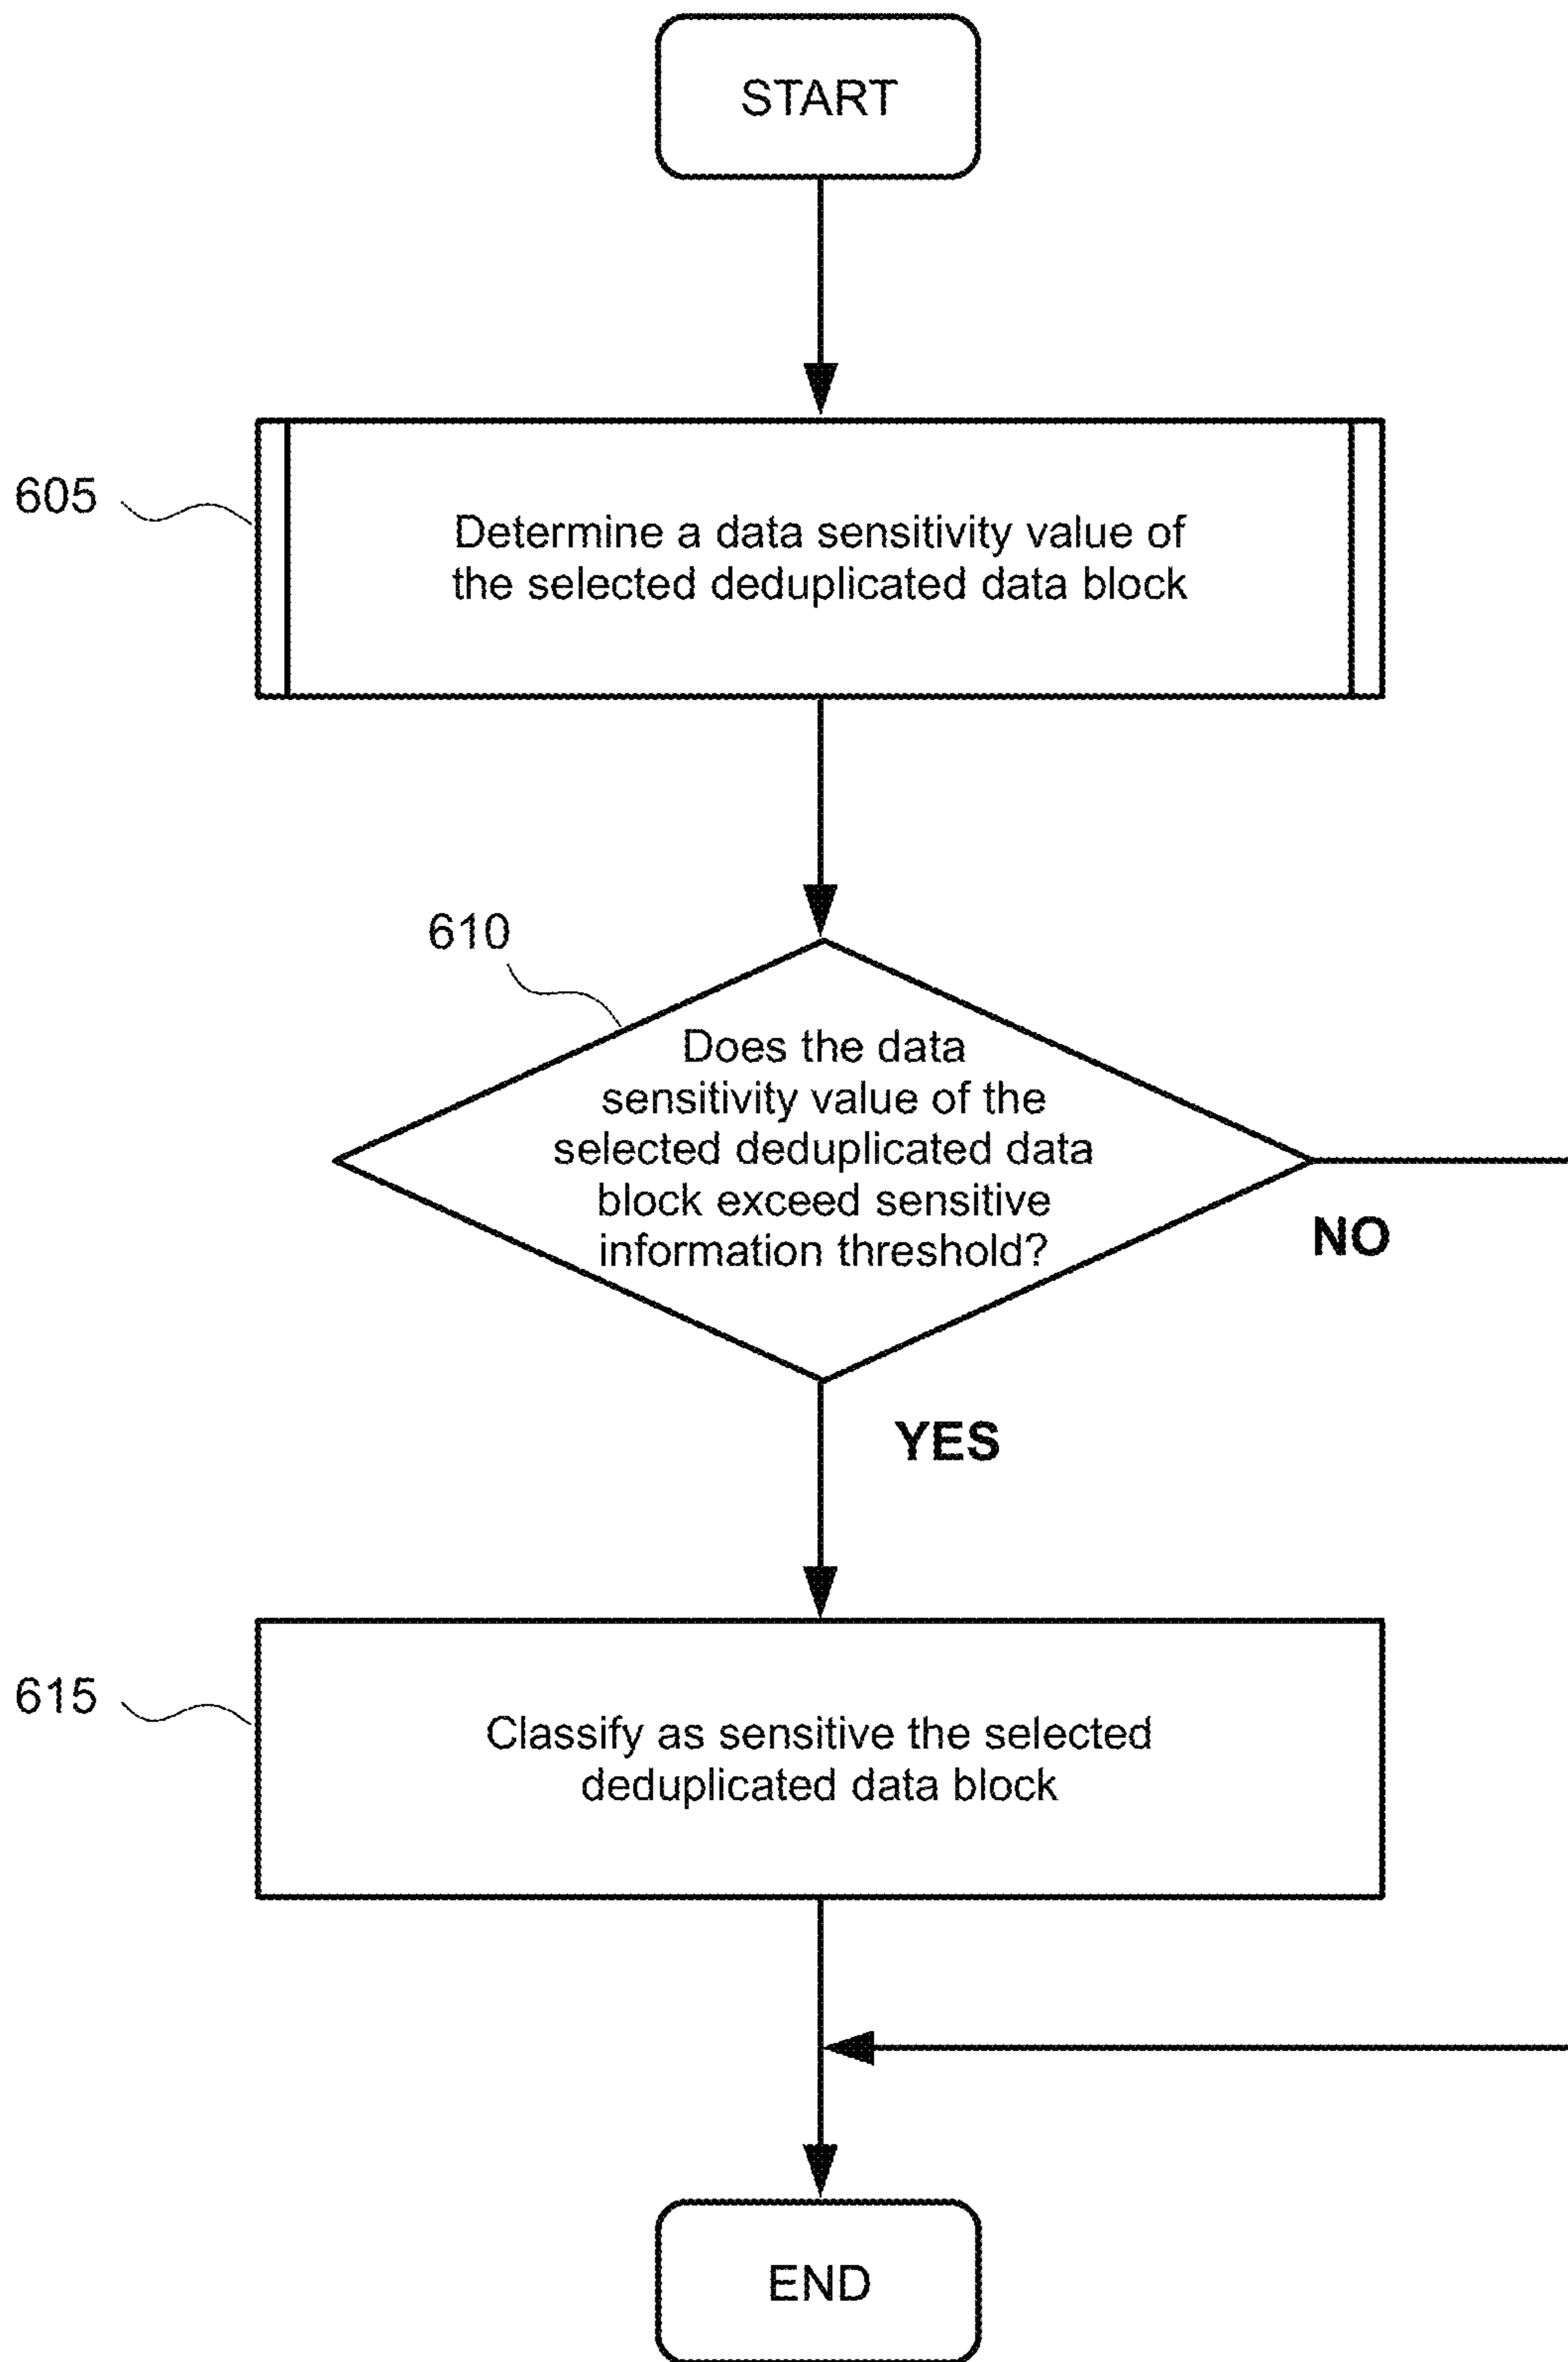 START
605
Determine a data sensitivity value of
the selected deduplicated data block
610
Does the data
sensitivity value of the
selected deduplicated data
block exceed sensitive
information threshold?
NO
YES
615
Classify as sensitive the selected
deduplicated data block
END